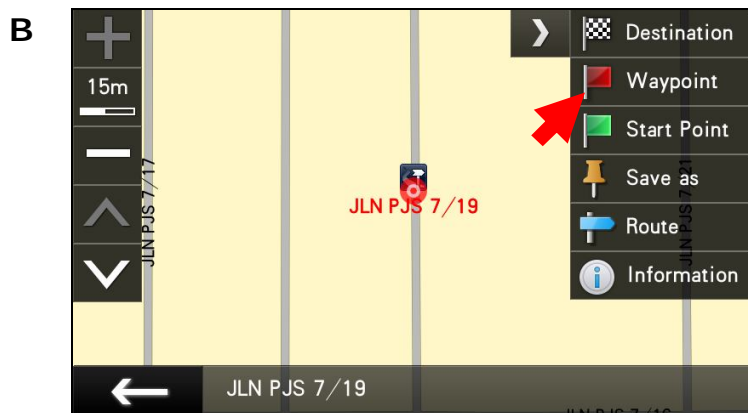 B
Destination
15m
Waypoint
Start Point
JLN PJS 7/17
Save as
JLN PJS 7/19
Route
Information
JLN PJS 7/19